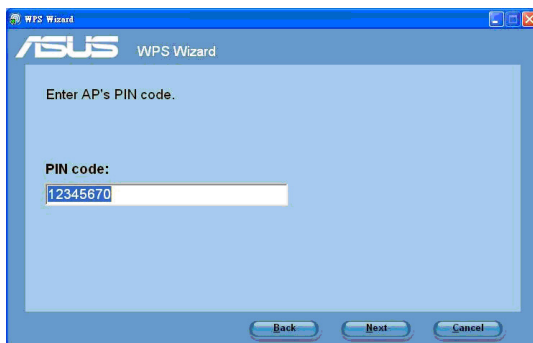 WPS Wizard
ASUS WPS Wizard
Enter AP's PIN code.
PIN code:
12345670
Back Next Cancel